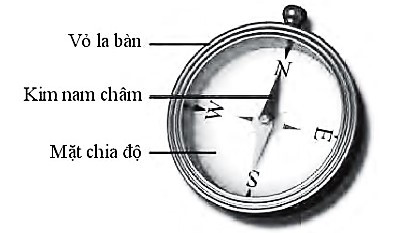 Vỏ la bàn
N
Kim nam châm
W
E
Mặt chia độ
S